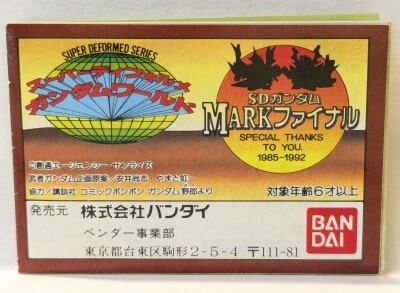 SUPER DEFORMED SERIES
スーパーディフォルメ
ガンダムワールド
SDガンダム
MARKファイナル
SPECIAL THANKS
TO YOU.
1985-1992
©創通エージェンシー・サンライズ
武者ガンダム企画原案／安井尚志・やまと虹一
協力／講談社 コミックボンボン ガンダム野郎より
対象年齢6才以上
発売元 株式会社バンダイ
ベンダー事業部
東京都台東区駒形2-5-4 〒111-81
BAN
DAI